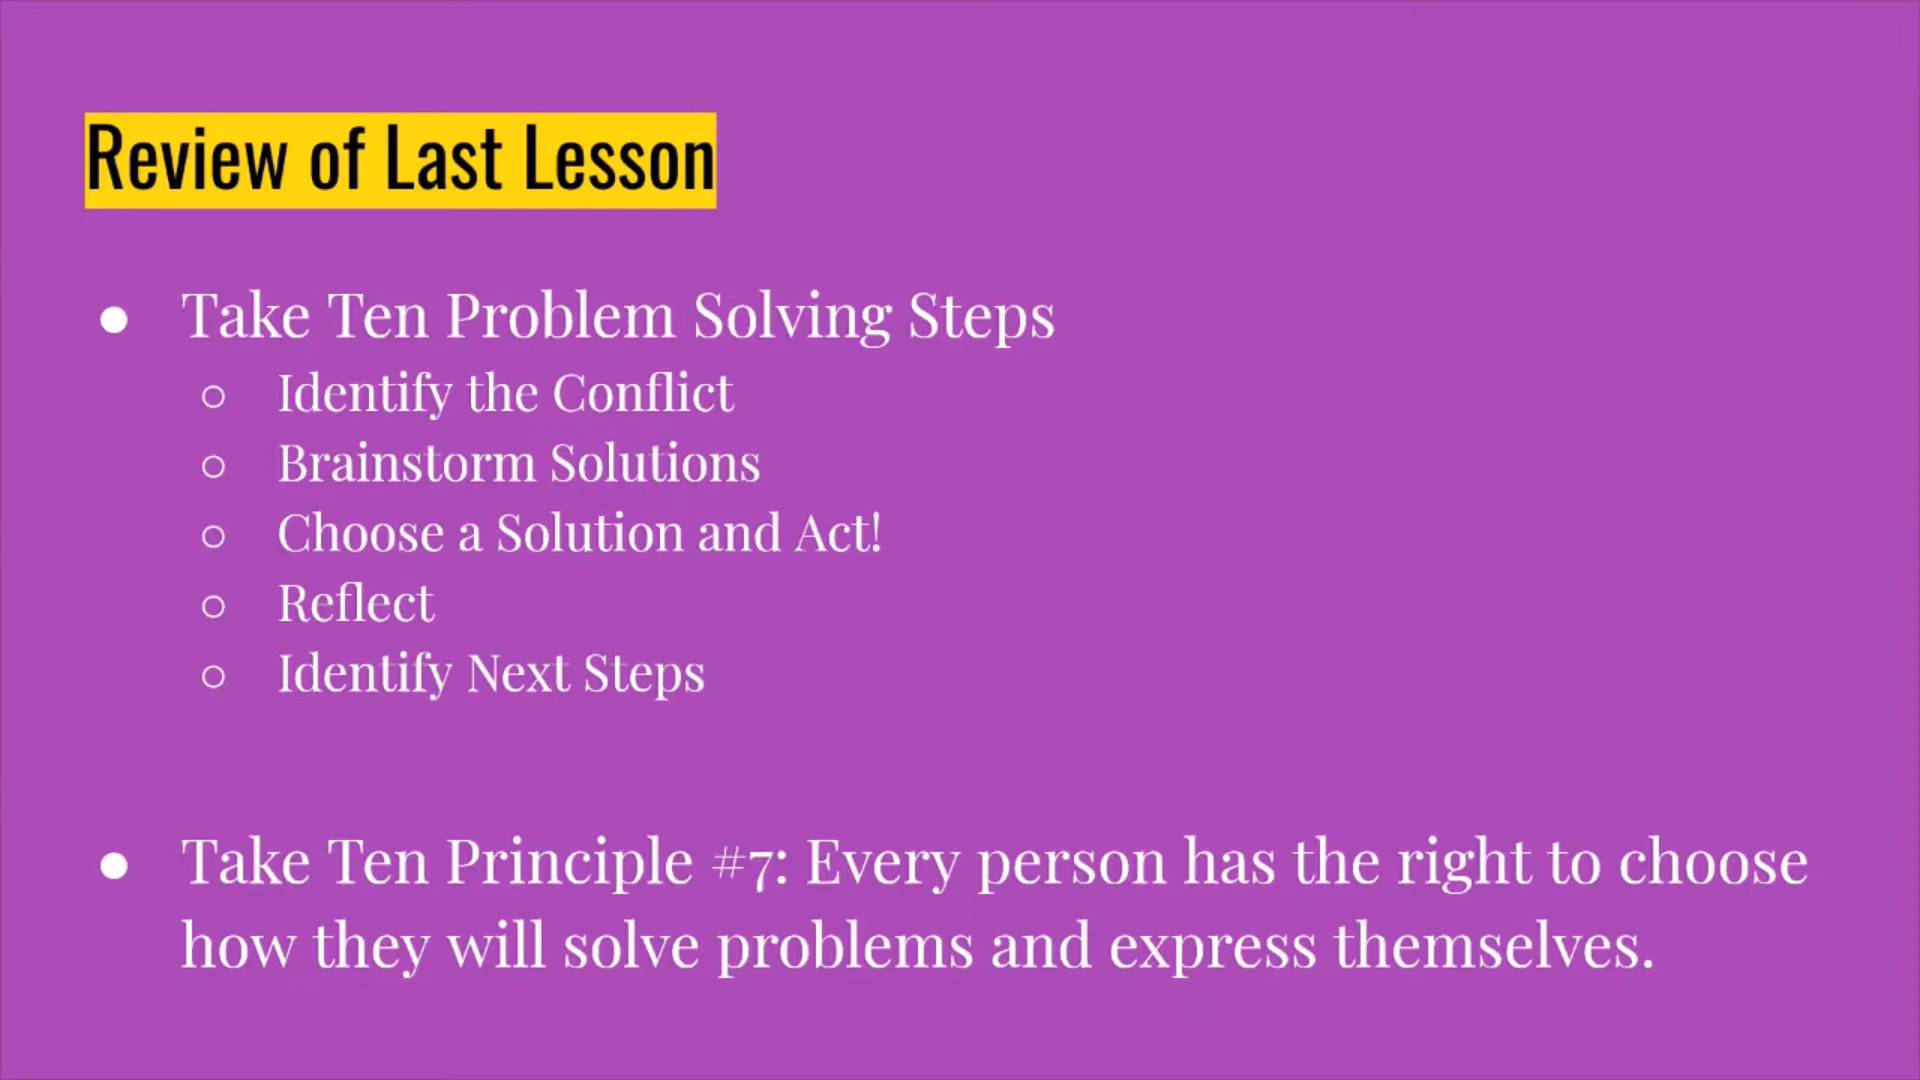 Review of Last Lesson
● Take Ten Problem Solving Steps
○ Identify the Conflict
○ Brainstorm Solutions
○ Choose a Solution and Act!
○ Reflect
○ Identify Next Steps
● Take Ten Principle #7: Every person has the right to choose
how they will solve problems and express themselves.